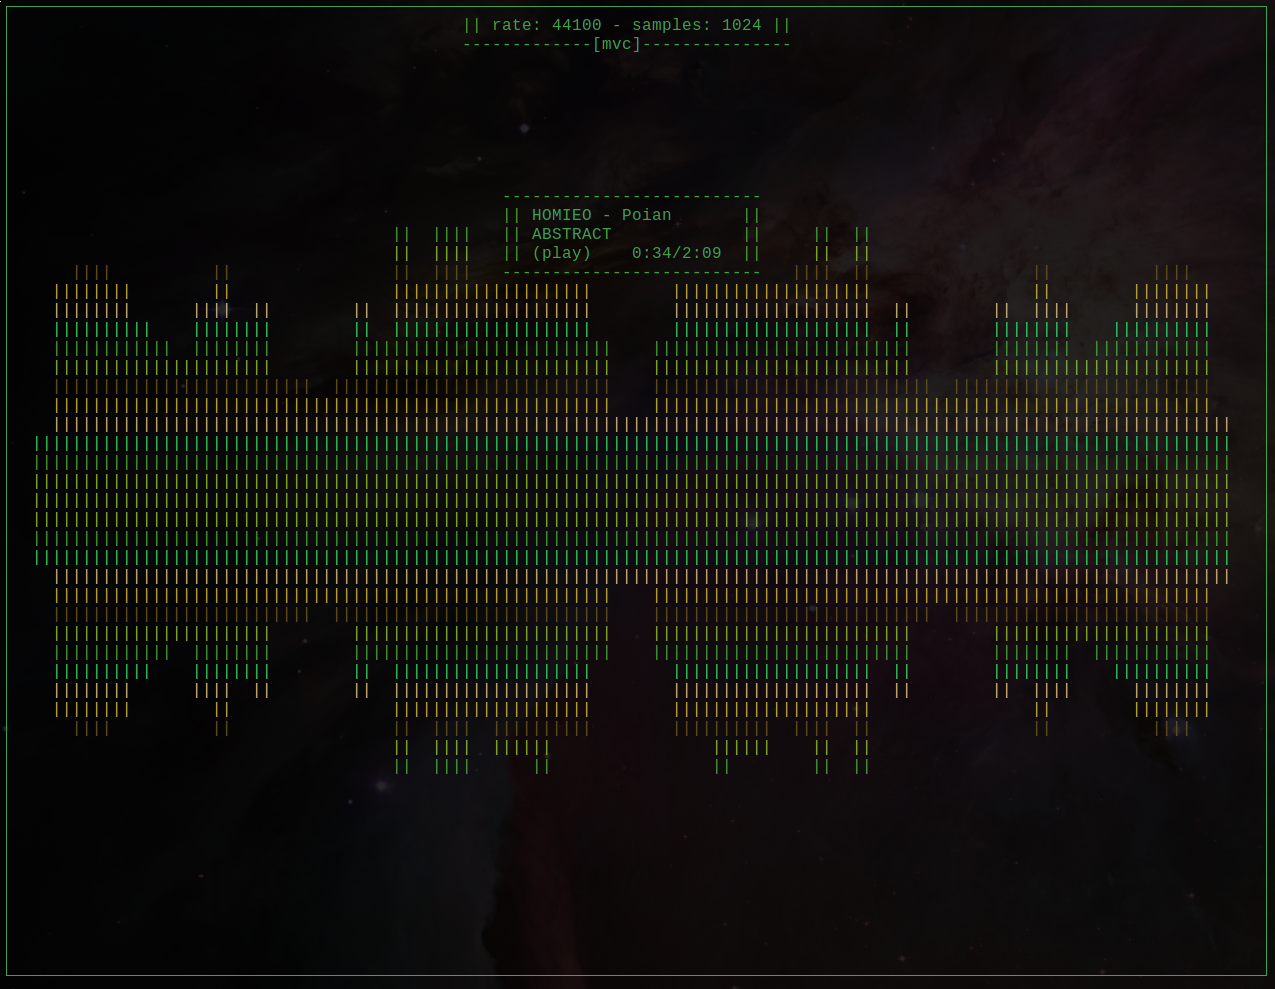 || rate: 44100 - samples: 1024 ||
-------------[mvc]---------------
--------------------------
|| HOMIEO - Poian ||
|| ABSTRACT ||
|| (play) 0:34/2:09 ||
--------------------------